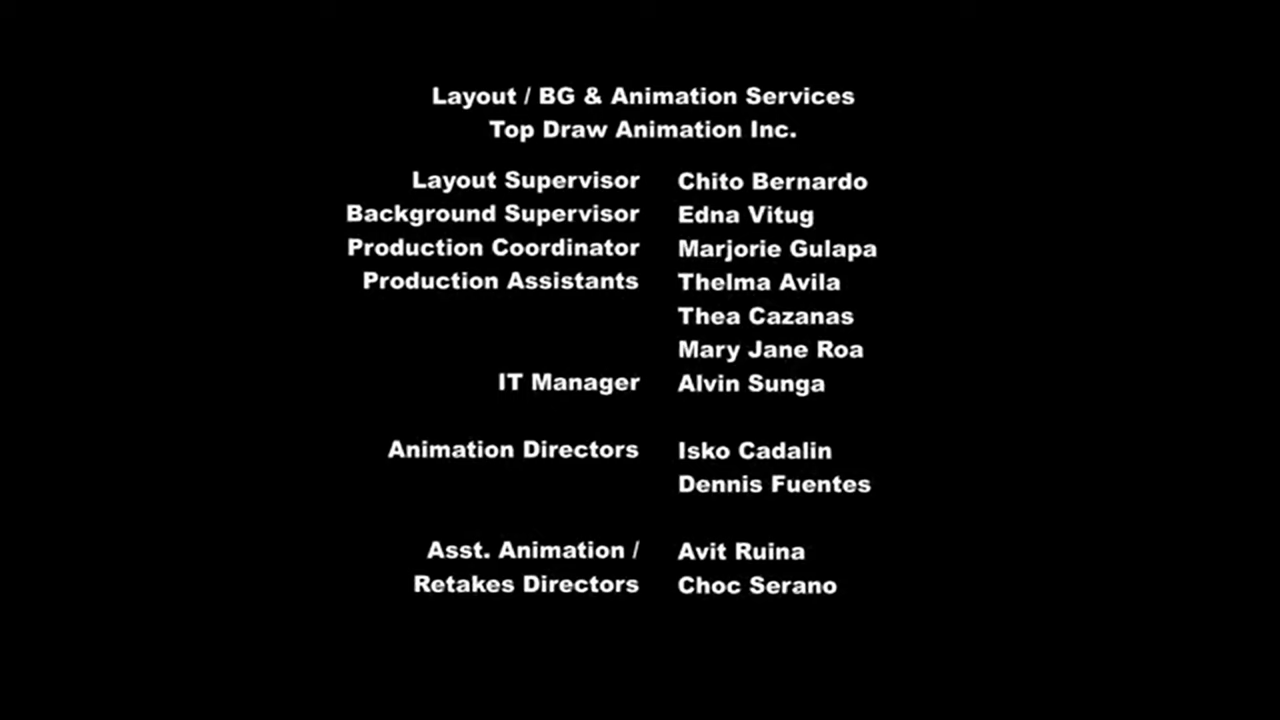 Layout / BG & Animation Services
Top Draw Animation Inc.
Layout Supervisor Chito Bernardo
Background Supervisor Edna Vitug
Production Coordinator Marjorie Gulapa
Production Assistants Thelma Avila
Thea Cazanas
Mary Jane Roa
IT Manager Alvin Sunga
Animation Directors Isko Cadalin
Dennis Fuentes
Asst. Animation / Avit Ruina
Retakes Directors Choc Serano